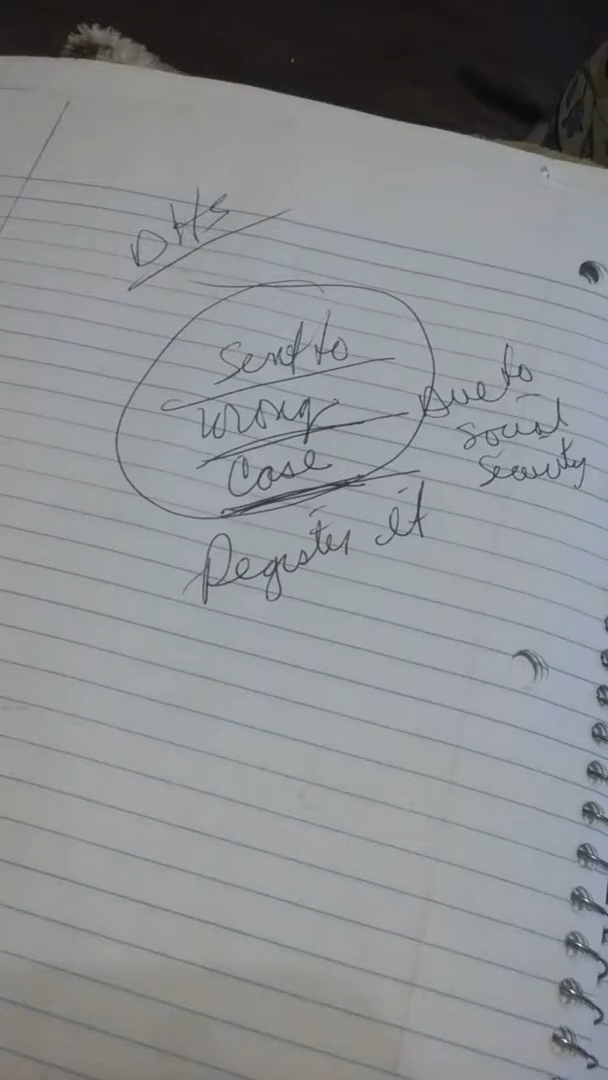 DHS
Sent to
wrong
Case
Due to
Social
Security
Register it